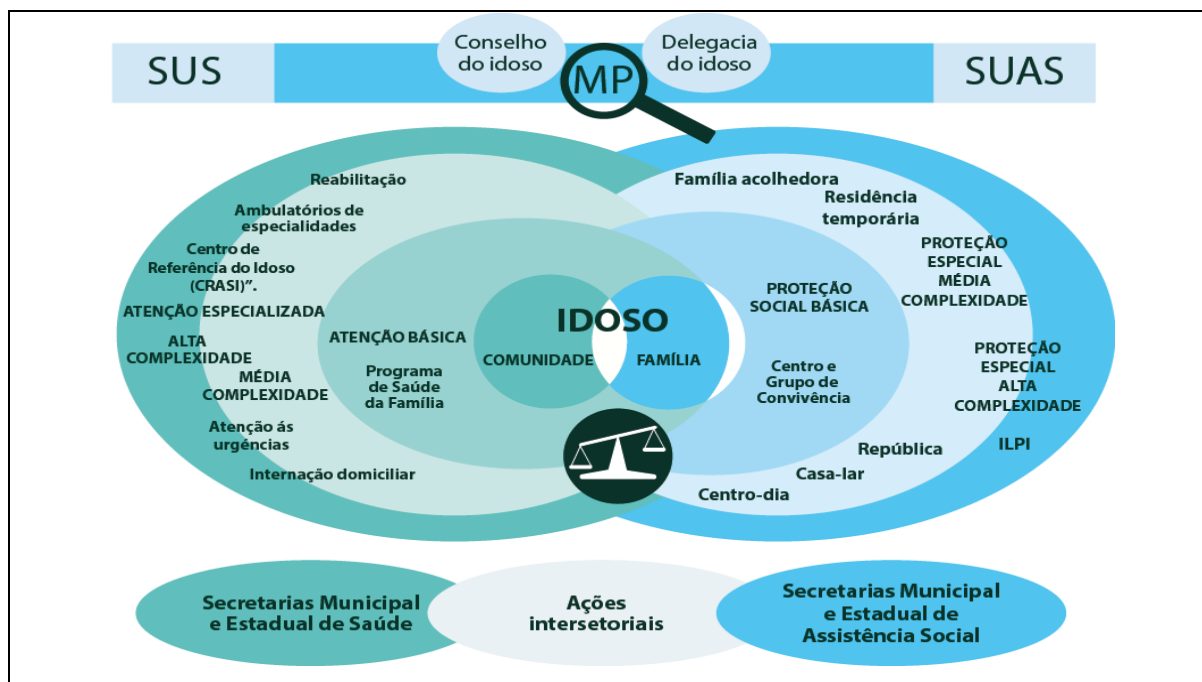 SUS
Conselho
do idoso
MP
Delegacia
do idoso
SUAS
Reabilitação
Ambulatórios de
especialidades
Centro de
Referência do Idoso
(CRASI)”.
ATENÇÃO ESPECIALIZADA
ALTA
COMPLEXIDADE
MÉDIA
COMPLEXIDADE
Atenção ás
urgências
Internação domiciliar
ATENÇÃO BÁSICA
Programa
de Saúde
da Família
IDOSO
COMUNIDADE
FAMÍLIA
PROTEÇÃO
SOCIAL BÁSICA
Centro e
Grupo de
Convivência
Família acolhedora
Residência
temporária
PROTEÇÃO
ESPECIAL
MÉDIA
COMPLEXIDADE
PROTEÇÃO
ESPECIAL
ALTA
COMPLEXIDADE
ILPI
República
Casa-lar
Centro-dia
Secretarias Municipal
e Estadual de Saúde
Ações
intersetoriais
Secretarias Municipal
e Estadual de
Assistência Social